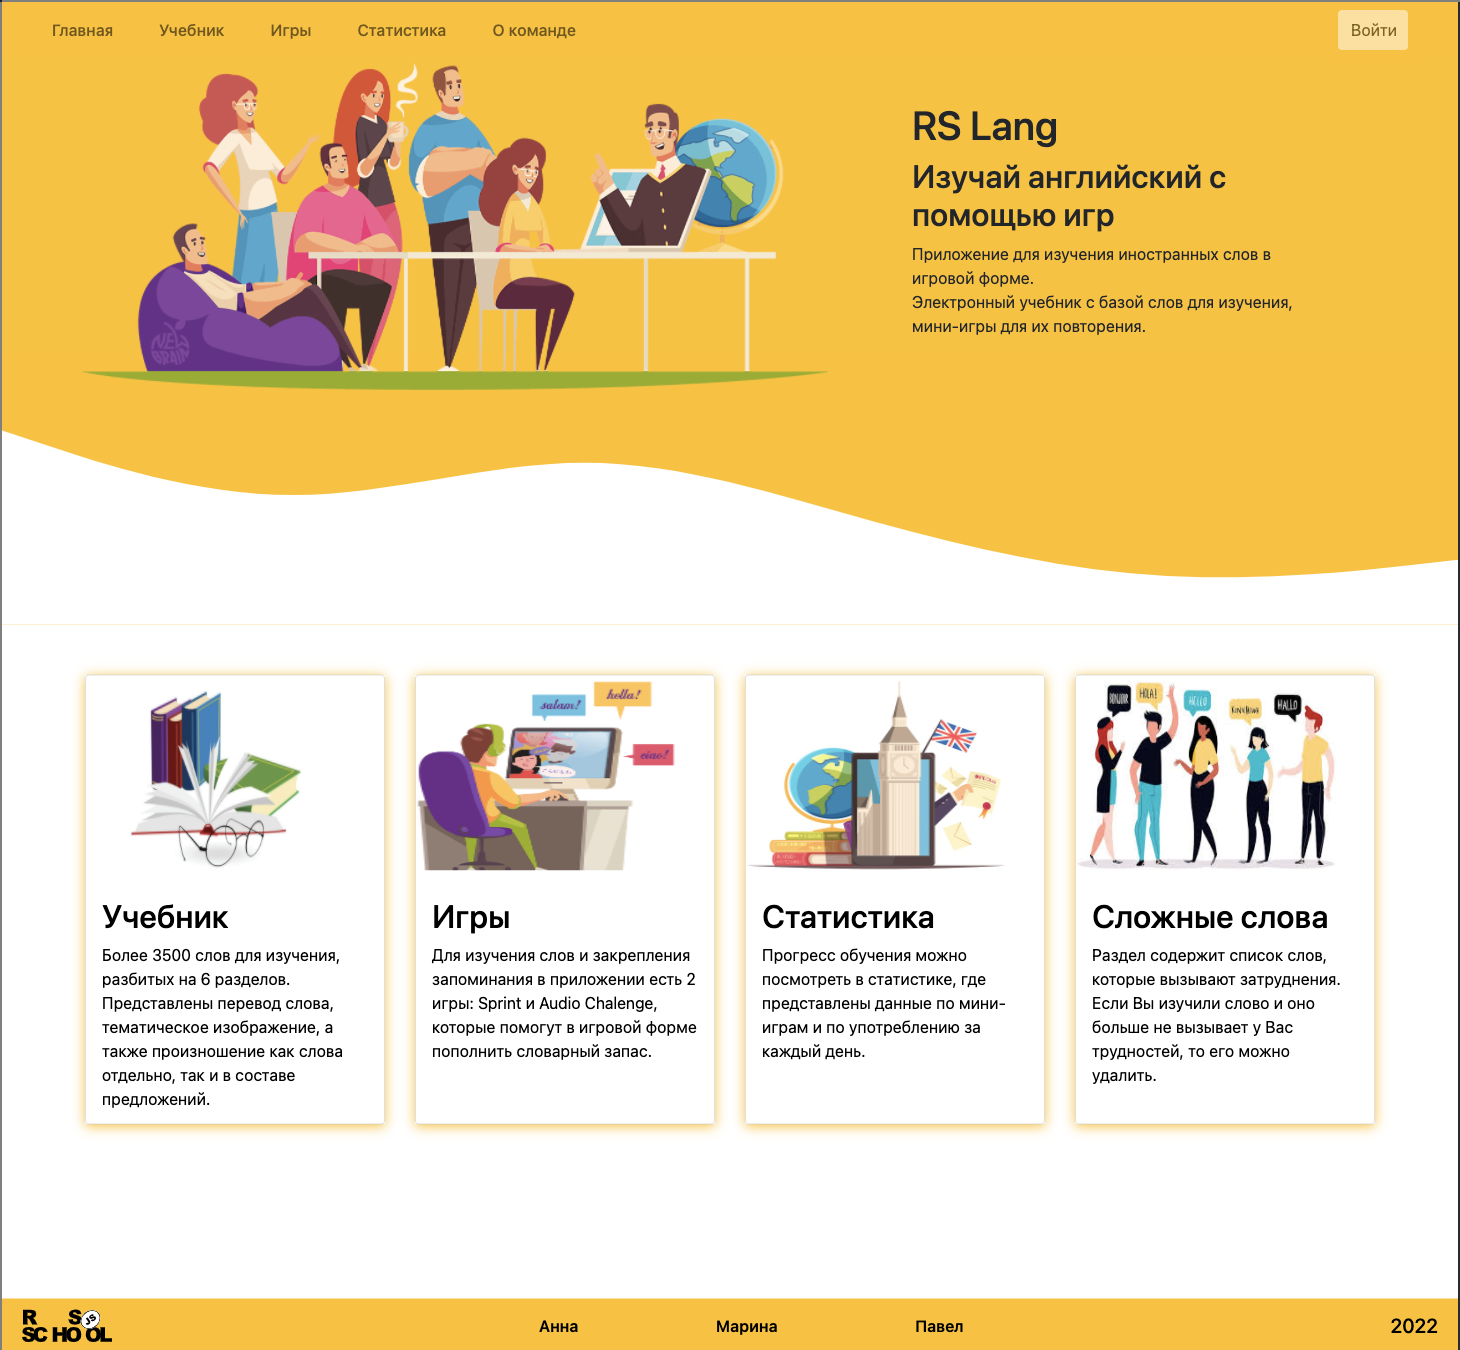 Главная Учебник Игры Статистика О команде Войти
RS Lang
Изучай английский с
помощью игр
Приложение для изучения иностранных слов в
игровой форме.
Электронный учебник с базой слов для изучения,
мини-игры для их повторения.
NEW
BRAIN
salam!
hella!
ciao!
BONJOUR
HOLA!
HELLO
HALLO
Учебник
Более 3500 слов для изучения,
разбитых на 6 разделов.
Представлены перевод слова,
тематическое изображение, а
также произношение как слова
отдельно, так и в составе
предложений.
Игры
Для изучения слов и закрепления
запоминания в приложении есть 2
игры: Sprint и Audio Chalenge,
которые помогут в игровой форме
пополнить словарный запас.
Статистика
Прогресс обучения можно
посмотреть в статистике, где
представлены данные по мини-
играм и по употреблению за
каждый день.
Сложные слова
Раздел содержит список слов,
которые вызывают затруднения.
Если Вы изучили слово и оно
больше не вызывает у Вас
трудностей, то его можно
удалить.
RS JS
SCHOOL
Анна Марина Павел 2022